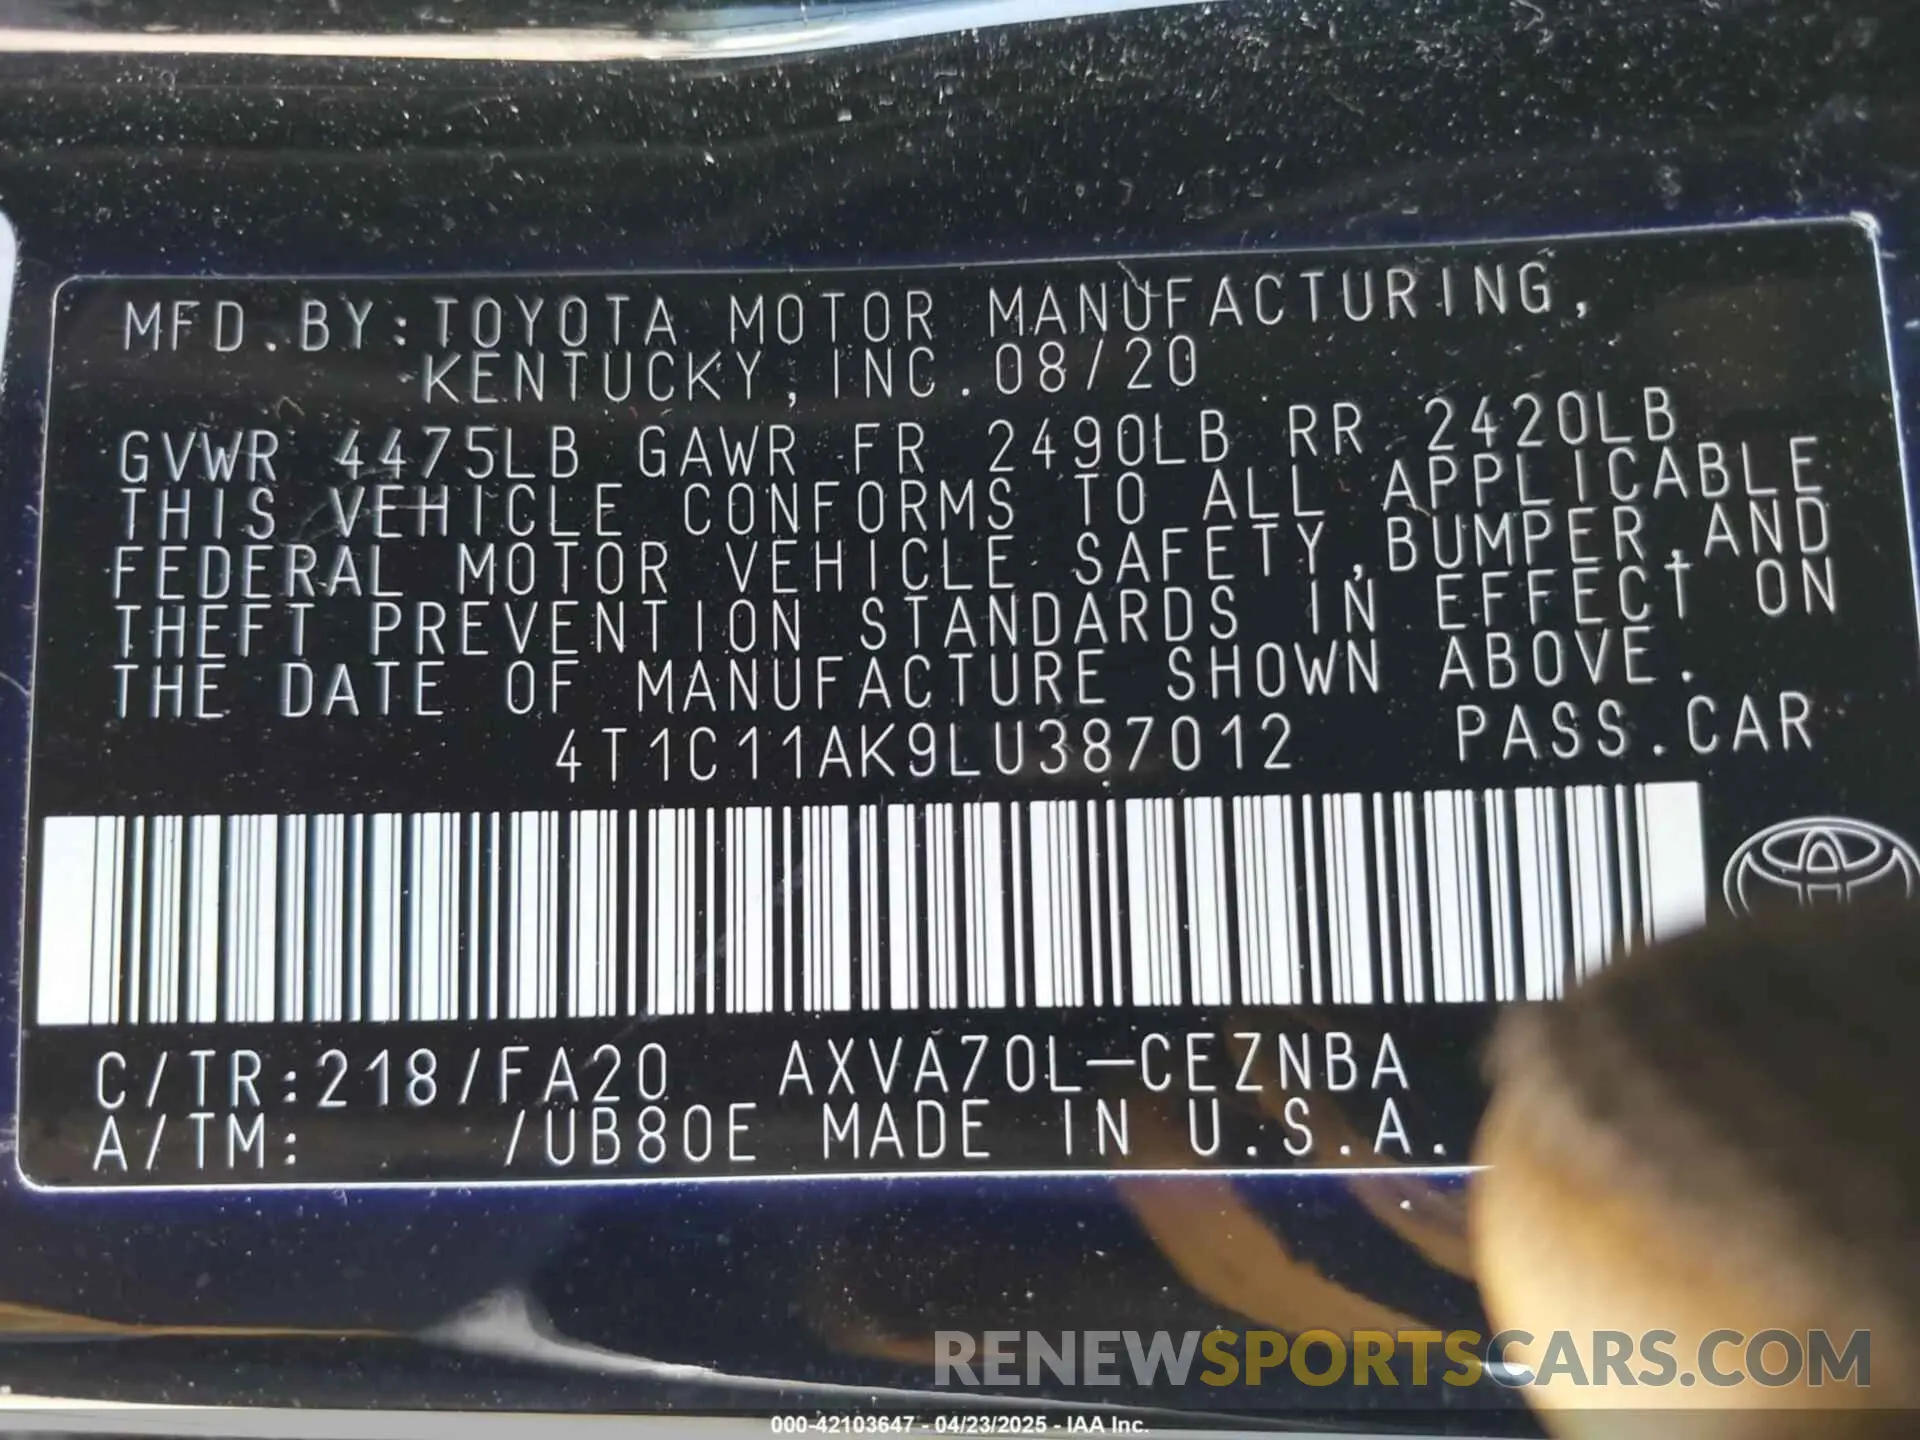 MFD.BY:TOYOTA MOTOR MANUFACTURING,
KENTUCKY,INC.08/20
GVWR 4475LB GAWR FR 2490LB RR 2420LB
THIS VEHICLE CONFORMS TO ALL APPLICABLE
FEDERAL MOTOR VEHICLE SAFETY,BUMPER,AND
THEFT PREVENTION STANDARDS IN EFFECT ON
THE DATE OF MANUFACTURE SHOWN ABOVE.
4T1C11AK9LU387012 PASS.CAR
C/TR:218/FA20 AXVA70L-CEZNBA
A/TM: /UB80E MADE IN U.S.A.
RENEWSPORTSCARS.COM
000-42103647 - 04/23/2025 - IAA Inc.